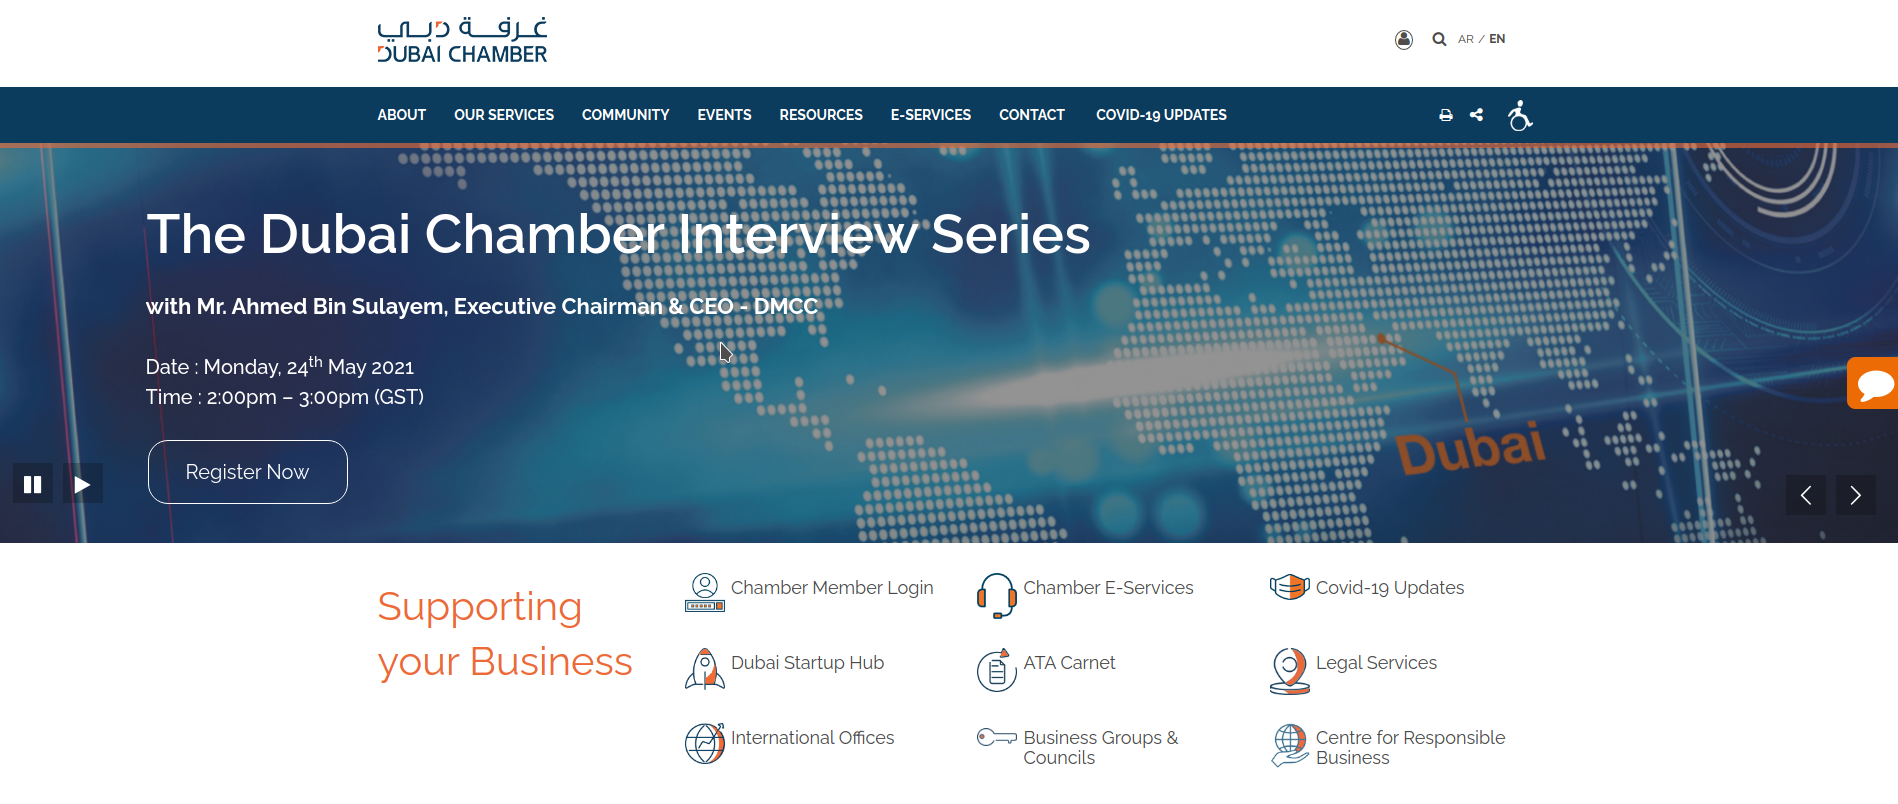 غرفة دبي
DUBAI CHAMBER
AR / EN
ABOUT OUR SERVICES COMMUNITY EVENTS RESOURCES E-SERVICES CONTACT COVID-19 UPDATES
The Dubai Chamber Interview Series
with Mr. Ahmed Bin Sulayem, Executive Chairman & CEO - DMCC
Date : Monday, 24th May 2021
Time : 2:00pm – 3:00pm (GST)
Register Now
Dubai
Supporting
your Business
Chamber Member Login
Chamber E-Services
Covid-19 Updates
Dubai Startup Hub
ATA Carnet
Legal Services
International Offices
Business Groups &
Councils
Centre for Responsible
Business